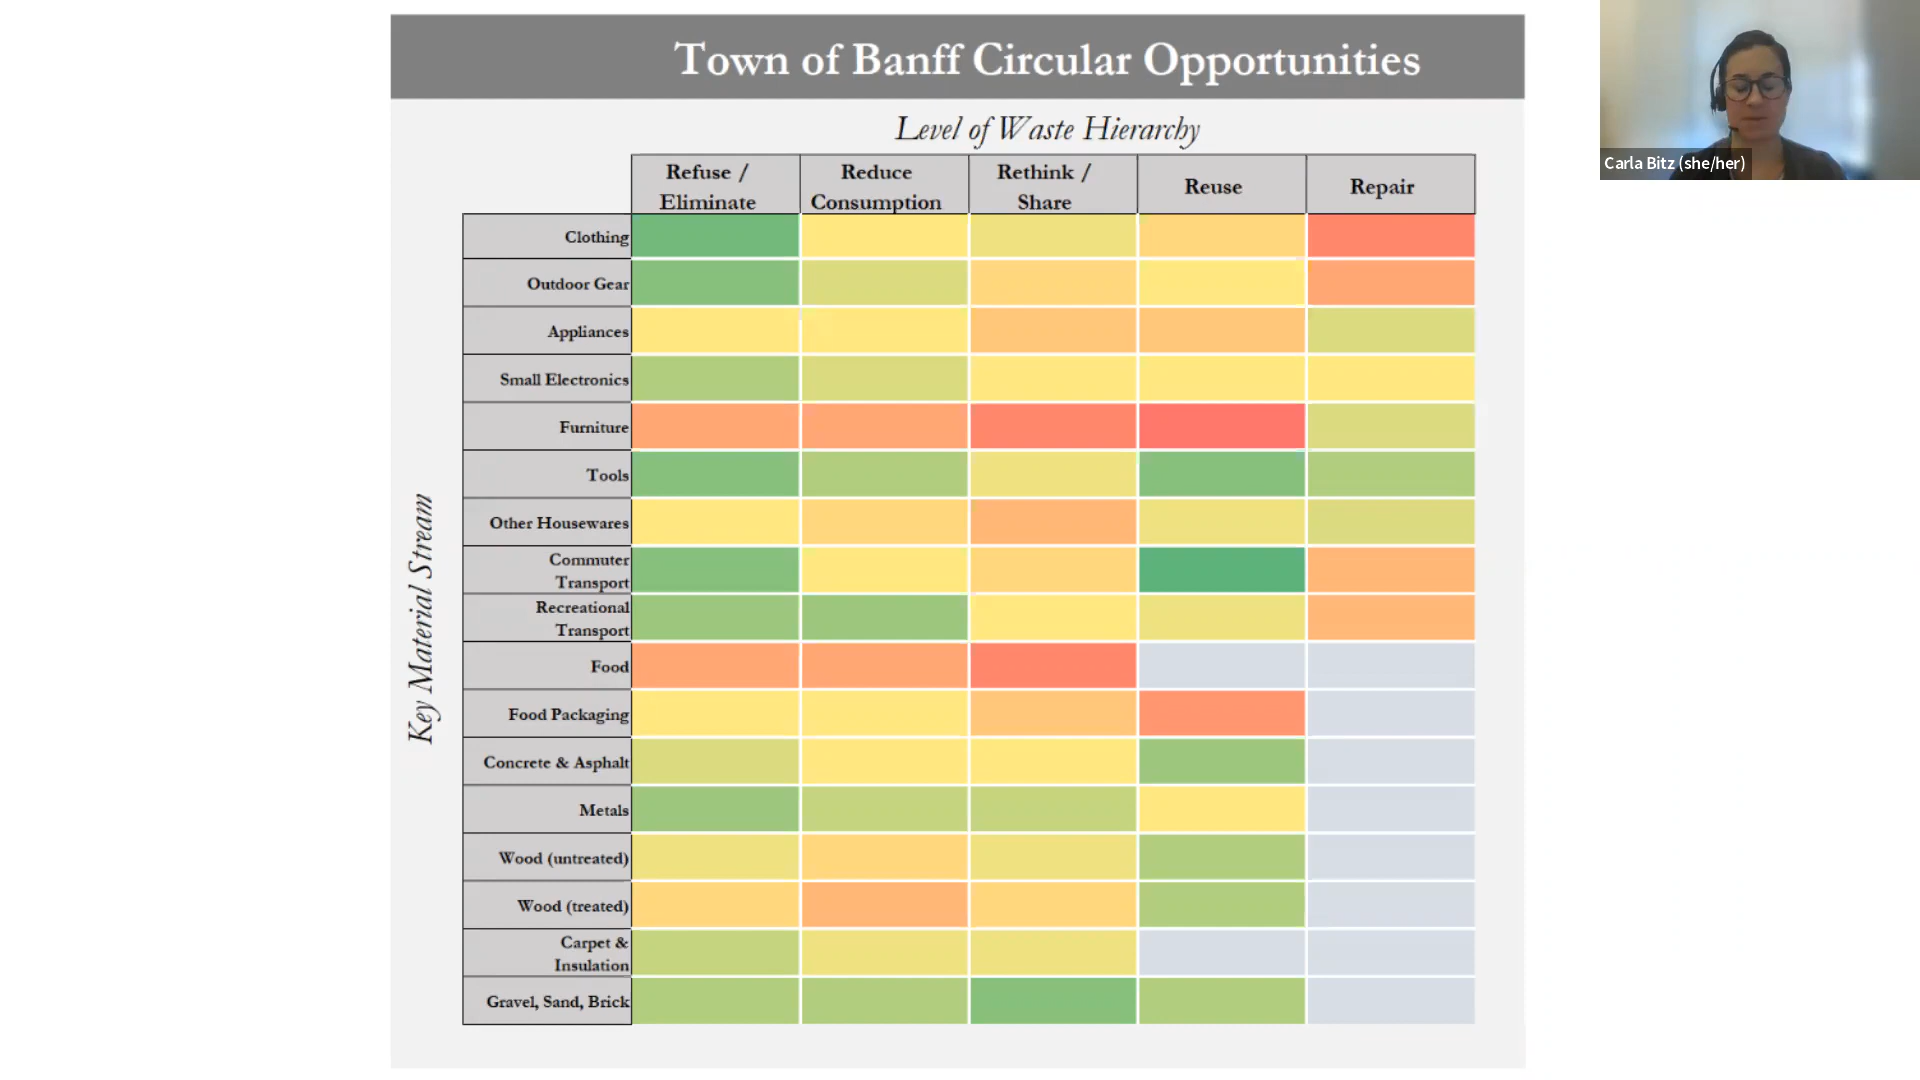 Town of Banff Circular Opportunities
Carla Bitz (she/her)
Level of Waste Hierarchy
Refuse /
Eliminate
Reduce
Consumption
Rethink /
Share
Reuse
Repair
Key Material Stream
Clothing
Outdoor Gear
Appliances
Small Electronics
Furniture
Tools
Other Housewares
Commuter
Transport
Recreational
Transport
Food
Food Packaging
Concrete & Asphalt
Metals
Wood (untreated)
Wood (treated)
Carpet &
Insulation
Gravel, Sand, Brick